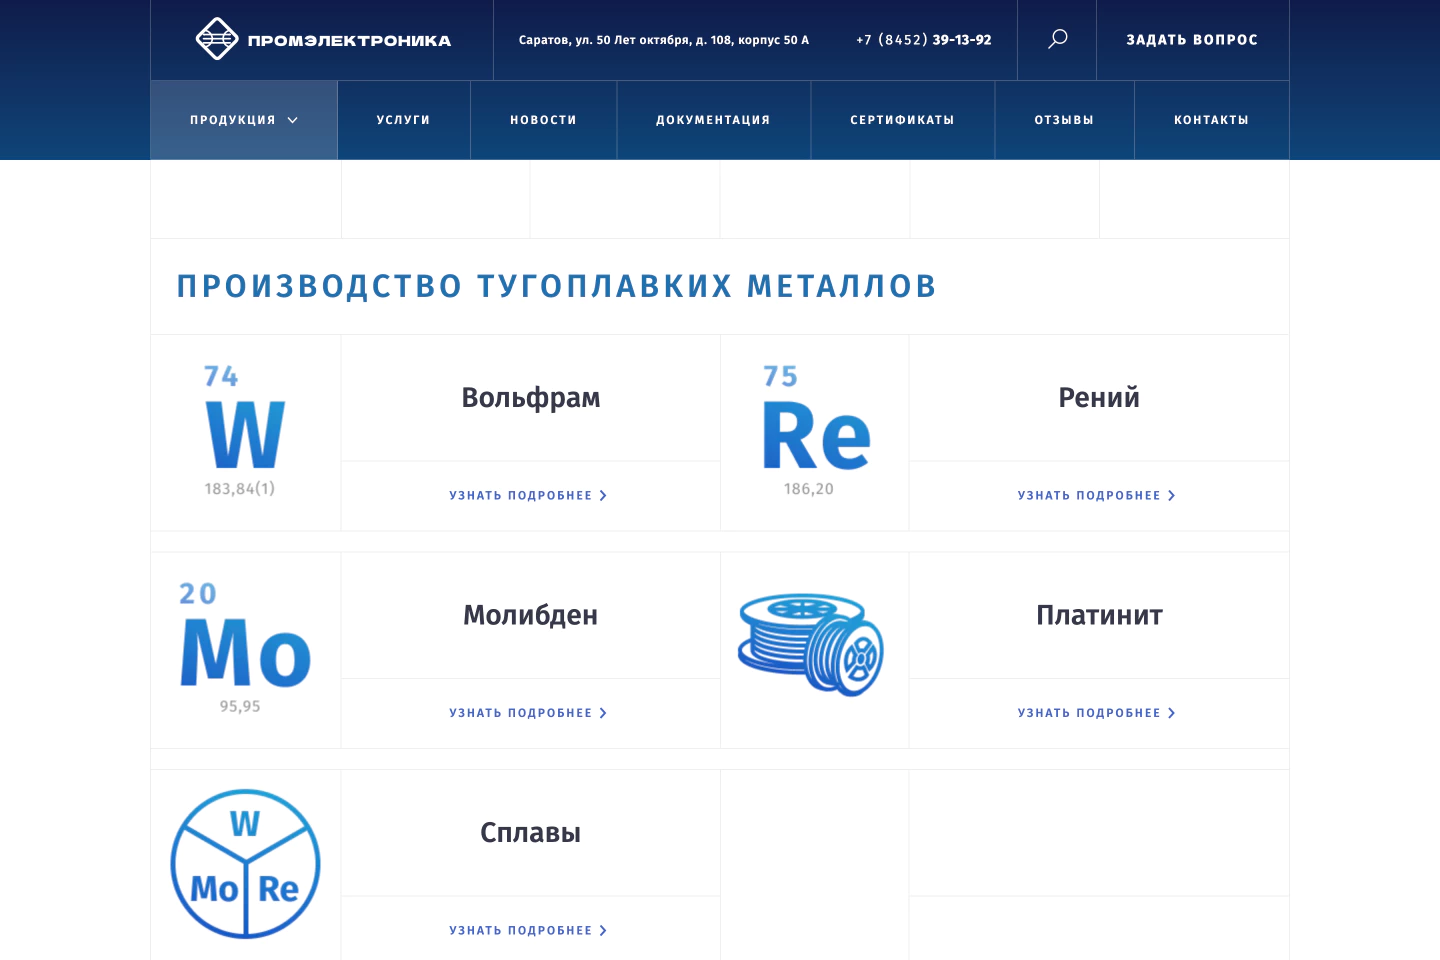 ПРОМЭЛЕКТРОНИКА
Саратов, ул. 50 Лет октября, д. 108, корпус 50 А
+7 (8452) 39-13-92
ЗАДАТЬ ВОПРОС
ПРОДУКЦИЯ
УСЛУГИ
НОВОСТИ
ДОКУМЕНТАЦИЯ
СЕРТИФИКАТЫ
ОТЗЫВЫ
КОНТАКТЫ
ПРОИЗВОДСТВО ТУГОПЛАВКИХ МЕТАЛЛОВ
74
W
183,84(1)
Вольфрам
УЗНАТЬ ПОДРОБНЕЕ
75
Re
186,20
Рений
УЗНАТЬ ПОДРОБНЕЕ
20
Mo
95,95
Молибден
УЗНАТЬ ПОДРОБНЕЕ
Платинит
УЗНАТЬ ПОДРОБНЕЕ
W
Mo Re
Сплавы
УЗНАТЬ ПОДРОБНЕЕ